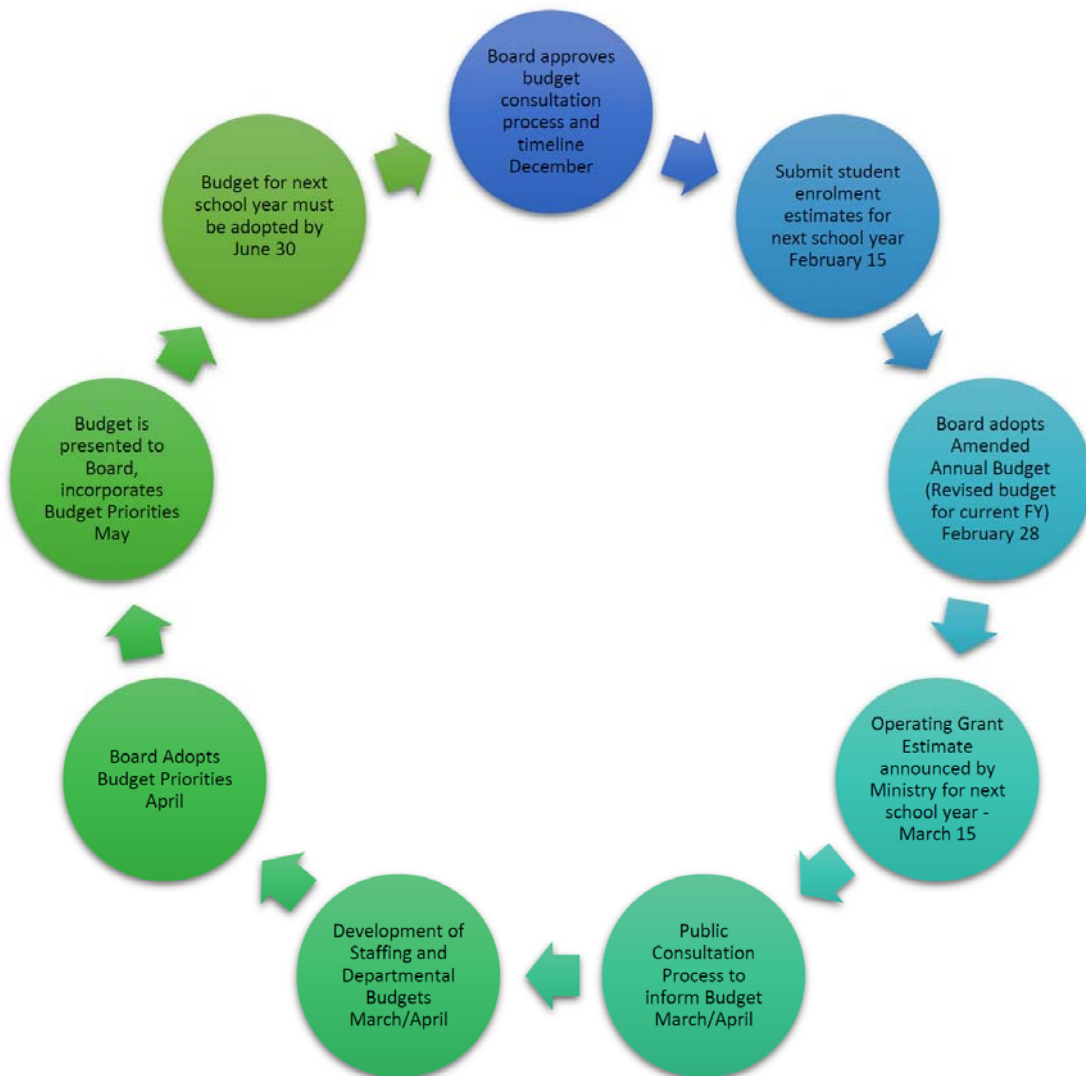 Board approves
budget
consultation
process and
timeline
December
Submit student
enrolment
estimates for
next school year
February 15
Board adopts
Amended
Annual Budget
(Revised budget
for current FY)
February 28
Operating Grant
Estimate
announced by
Ministry for next
school year -
March 15
Public
Consultation
Process to
inform Budget
March/April
Development of
Staffing and
Departmental
Budgets
March/April
Board Adopts
Budget Priorities
April
Budget is
presented to
Board,
incorporates
Budget Priorities
May
Budget for next
school year must
be adopted by
June 30